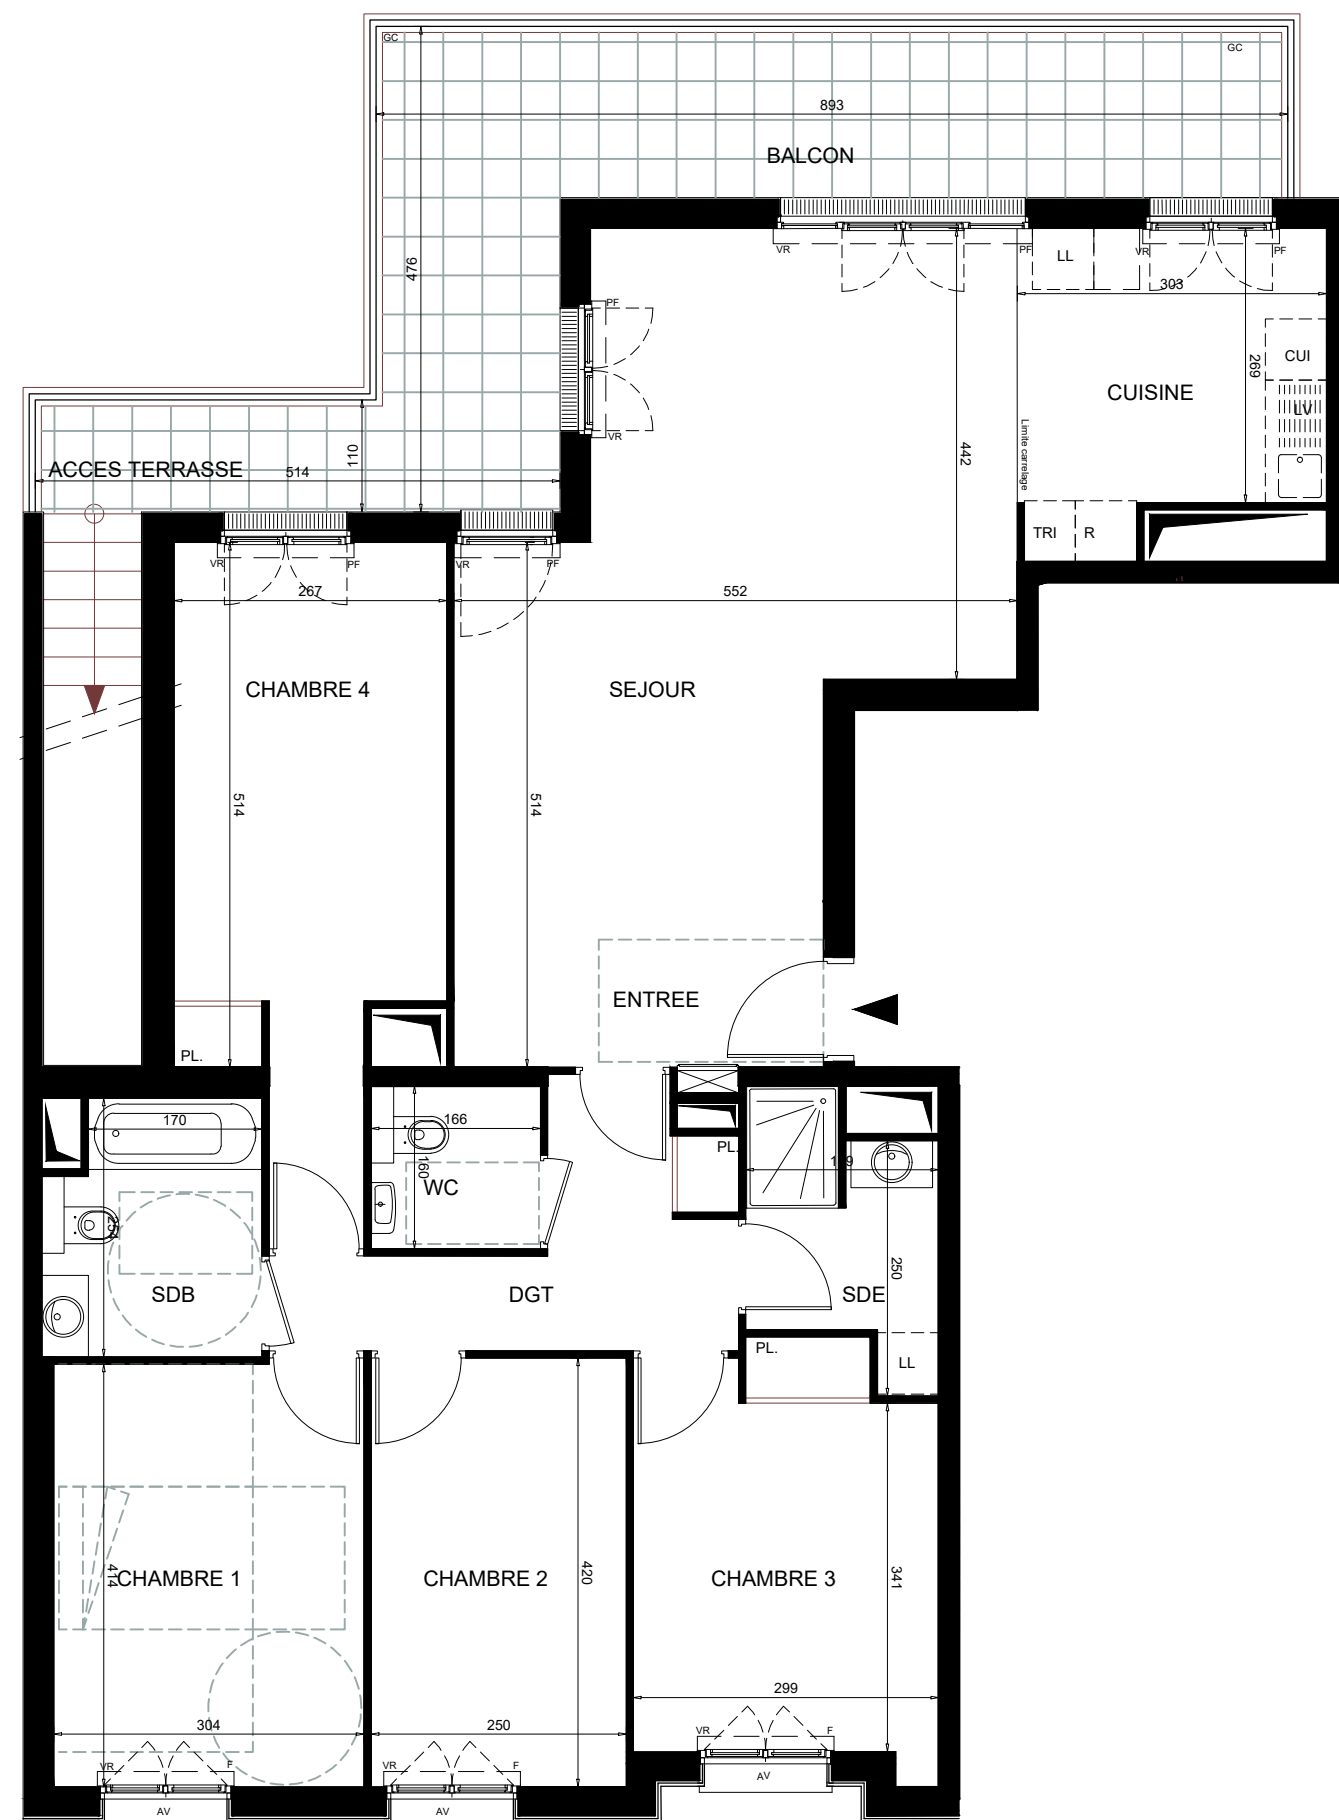 GC
GC
893
BALCON
476
VR
PF
LL
VR
PF
303
PF
CUI
269
CUISINE
LV
VR
Limite carrelage
442
110
ACCES TERRASSE
514
TRI
R
VR
PF
VR
PF
267
552
CHAMBRE 4
SEJOUR
514
514
ENTREE
PL.
170
166
PL.
160
WC
254
250
SDB
DGT
SDE
PL.
LL
414
CHAMBRE 1
CHAMBRE 2
420
CHAMBRE 3
341
299
304
250
VR
F
VR
F
VR
F
AV
AV
AV